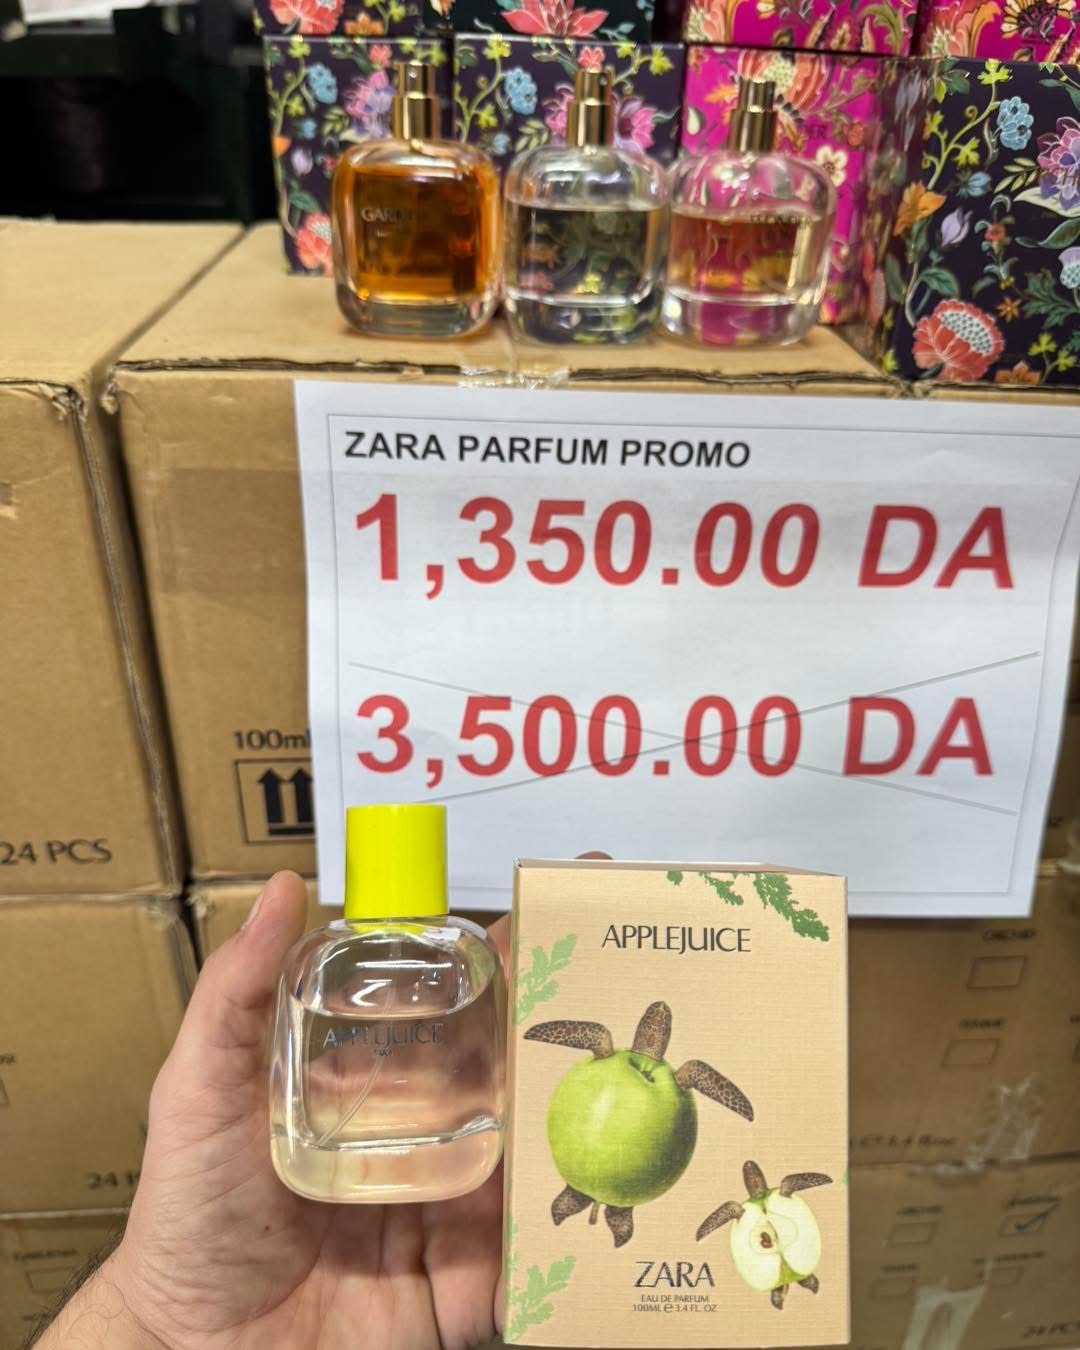 ZARA PARFUM PROMO
1,350.00 DA
3,500.00 DA
100ml
24 PCS
APPLEJUICE
APPLEJUICE
ZARA
EAU DE PARFUM
100ML e 3.4 FL. OZ